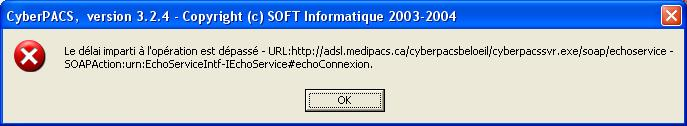 CyberPACS, version 3.2.4 - Copyright (c) SOFT Informatique 2003-2004
Le délai imparti à l'opération est dépassé - URL:http://adsl.medipacs.ca/cyberpacsbeloeil/cyberpacssvr.exe/soap/echoservice -
SOAPAction:urn:EchoServiceIntf-IEchoService#echoConnexion.
OK